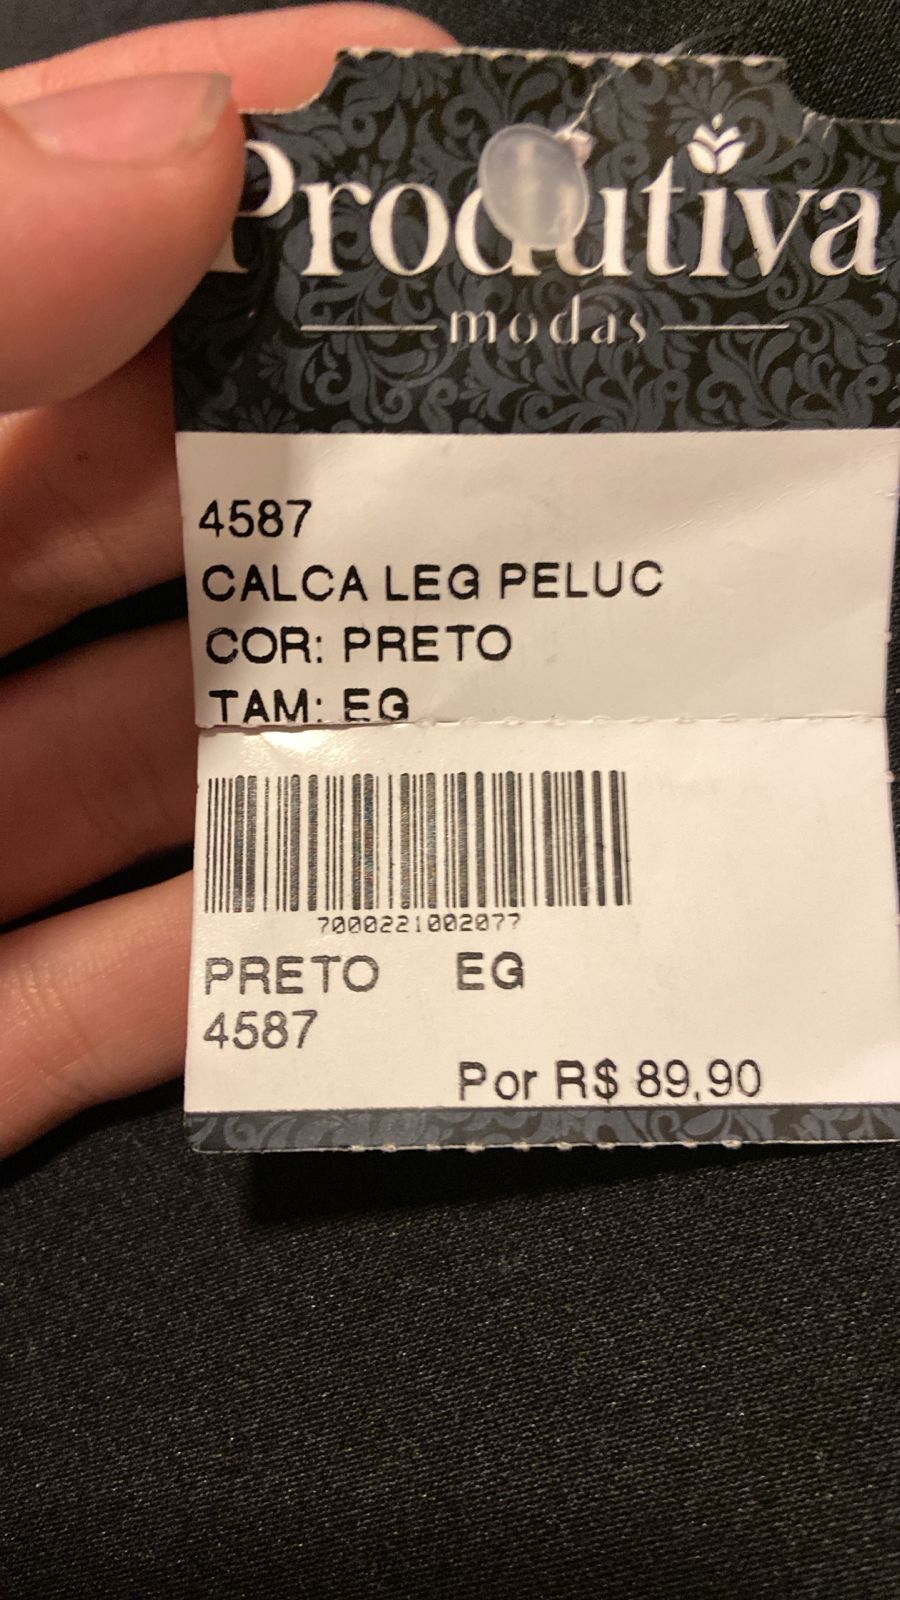 Produtiva
modas
4587
CALCA LEG PELUC
COR: PRETO
TAM: EG
7000221002077
PRETO EG
4587
Por R$ 89,90